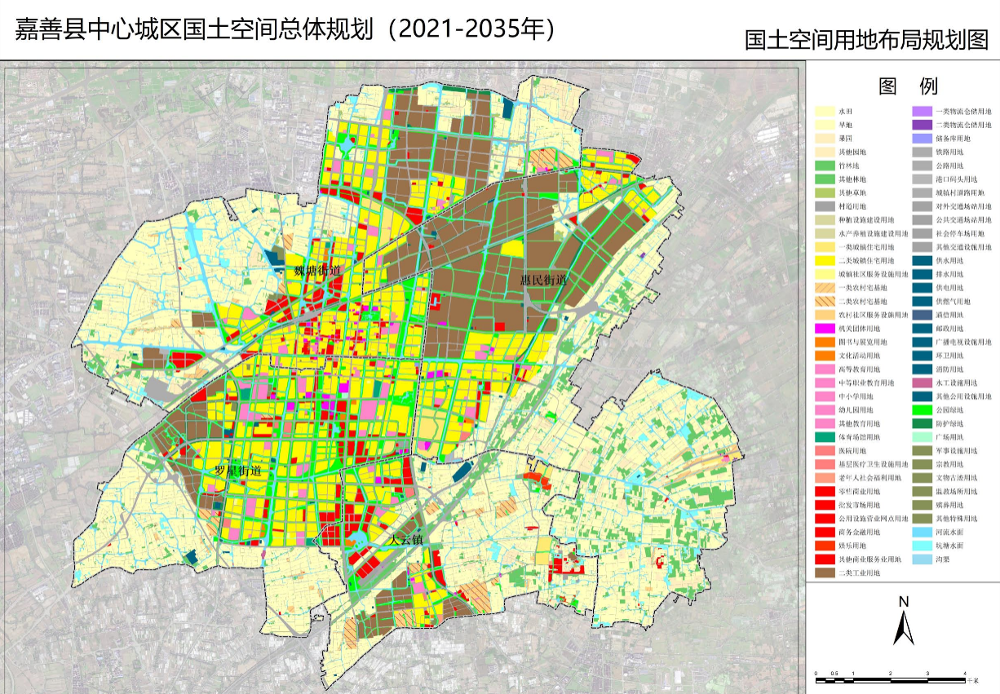 嘉善县中心城区国土空间总体规划（2021-2035年）
国土空间用地布局规划图
图 例
水田
旱地
果园
其他园地
竹林地
其他林地
其他草地
村道用地
种植设施建设用地
水产养殖设施建设用地
一类城镇住宅用地
二类城镇住宅用地
城镇社区服务设施用地
一类农村宅基地
二类农村宅基地
农村社区服务设施用地
机关团体用地
图书与展览用地
文化活动用地
高等教育用地
中等职业教育用地
中小学用地
幼儿园用地
其他教育用地
体育场馆用地
医院用地
基层医疗卫生设施用地
老年人社会福利用地
零售商业用地
批发市场用地
公用设施营业网点用地
商务金融用地
娱乐用地
其他商业服务业用地
二类工业用地
一类物流仓储用地
二类物流仓储用地
储备库用地
铁路用地
公路用地
港口码头用地
城镇村道路用地
对外交通场站用地
公共交通场站用地
社会停车场用地
其他交通设施用地
供水用地
排水用地
供电用地
供燃气用地
通信用地
邮政用地
广播电视设施用地
环卫用地
消防用地
水工设施用地
其他公用设施用地
公园绿地
防护绿地
广场用地
军事设施用地
宗教用地
文物古迹用地
监教场所用地
殡葬用地
其他特殊用地
河流水面
坑塘水面
沟渠
魏塘街道
惠民街道
罗星街道
大云镇
N
0 0.5 1 2 3 4
千米